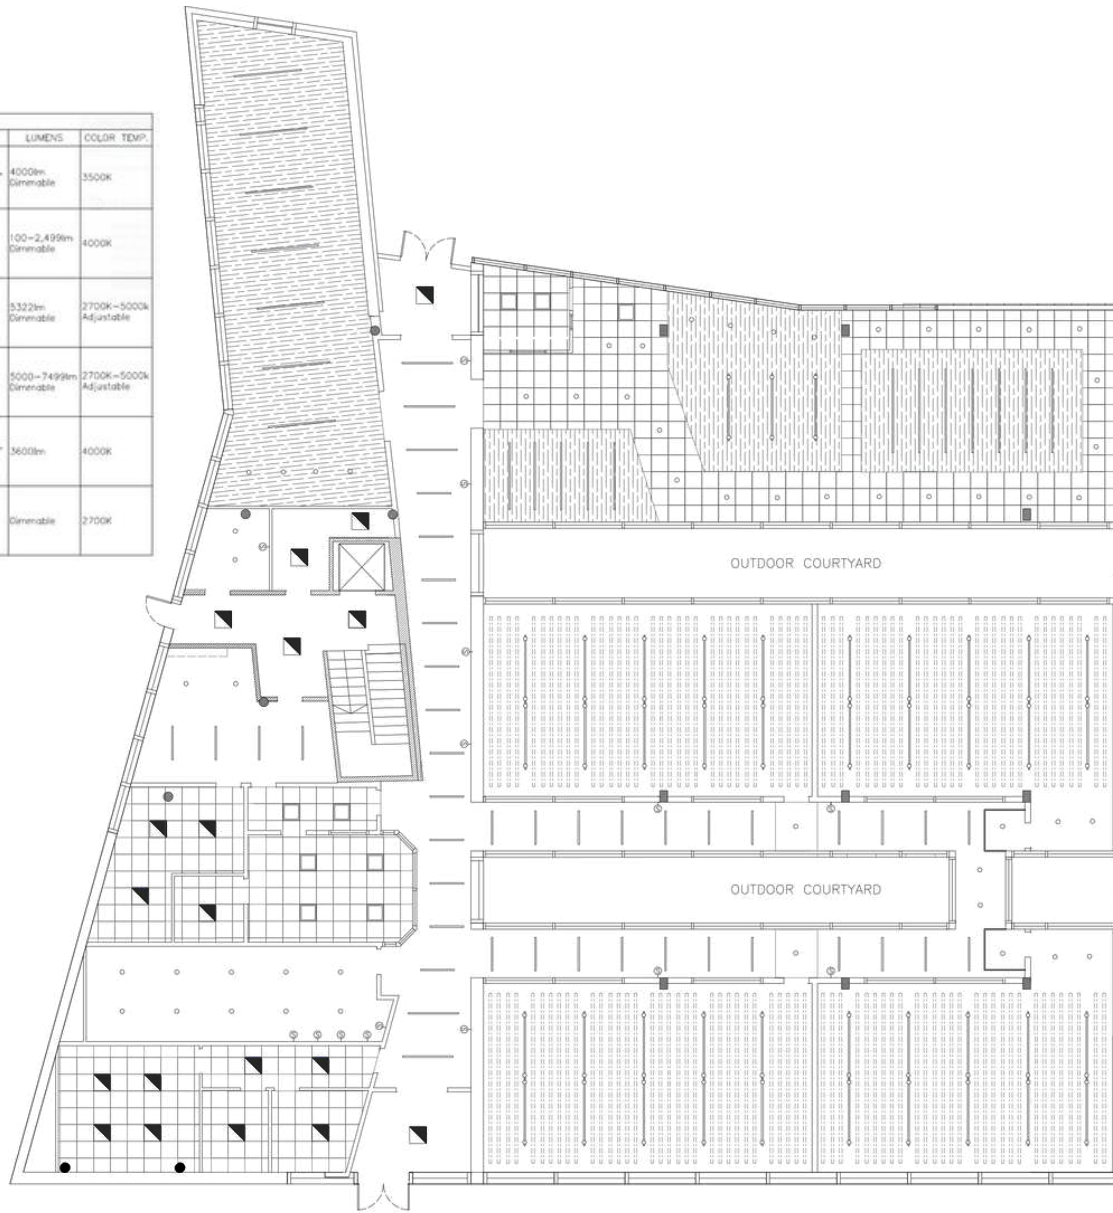 LUMENS COLOR TEMP.
4000lm
Dimmable
3500K
100-2,499lm
Dimmable
4000K
5322lm
Dimmable
2700K-5000k
Adjustable
5000-7499lm
Dimmable
2700K-5000K
Adjustable
3600lm
4000K
Dimmable
2700K
OUTDOOR COURTYARD
OUTDOOR COURTYARD